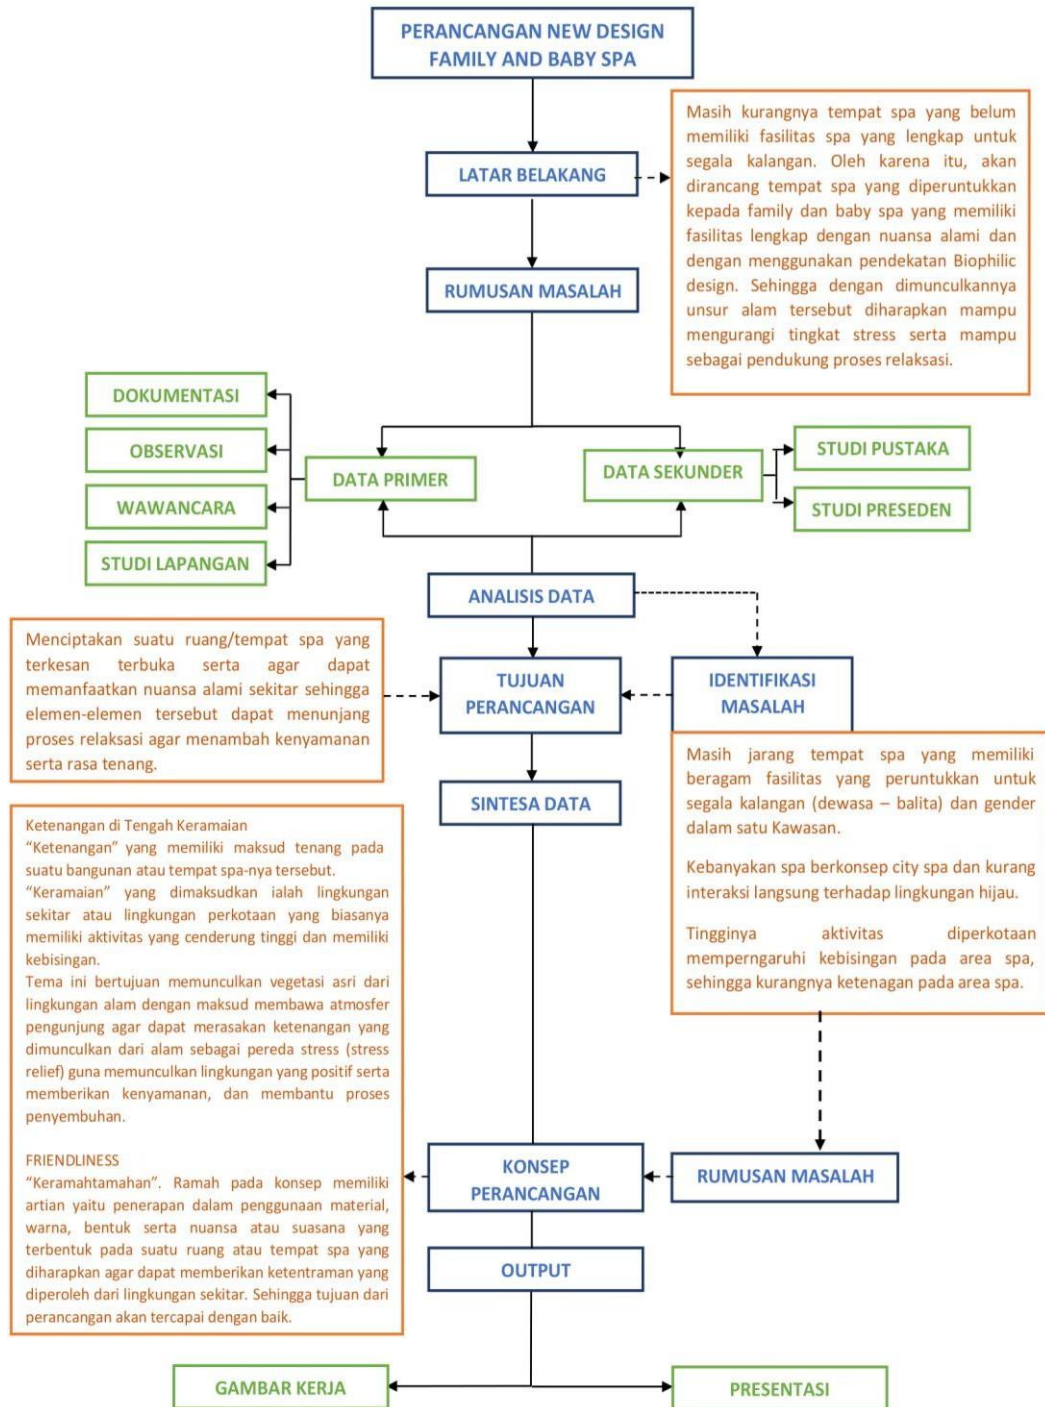 PERANCANGAN NEW DESIGN
FAMILY AND BABY SPA
Masih kurangnya tempat spa yang belum
memiliki fasilitas spa yang lengkap untuk
segala kalangan. Oleh karena itu, akan
dirancang tempat spa yang diperuntukkan
kepada family dan baby spa yang memiliki
fasilitas lengkap dengan nuansa alami dan
dengan menggunakan pendekatan Biophilic
design. Sehingga dengan dimunculkannya
unsur alam tersebut diharapkan mampu
mengurangi tingkat stress serta mampu
sebagai pendukung proses relaksasi.
LATAR BELAKANG
RUMUSAN MASALAH
DOKUMENTASI
OBSERVASI
WAWANCARA
STUDI LAPANGAN
DATA PRIMER
DATA SEKUNDER
STUDI PUSTAKA
STUDI PRESEDEN
ANALISIS DATA
Menciptakan suatu ruang/tempat spa yang
terkesan terbuka serta agar dapat
memanfaatkan nuansa alami sekitar sehingga
elemen-elemen tersebut dapat menunjang
proses relaksasi agar menambah kenyamanan
serta rasa tenang.
TUJUAN
PERANCANGAN
IDENTIFIKASI
MASALAH
Masih jarang tempat spa yang memiliki
beragam fasilitas yang peruntukkan untuk
segala kalangan (dewasa – balita) dan gender
dalam satu Kawasan.
Kebanyakan spa berkonsep city spa dan kurang
interaksi langsung terhadap lingkungan hijau.
Tingginya aktivitas diperkotaan
memperngaruhi kebisingan pada area spa,
sehingga kurangnya ketenagan pada area spa.
SINTESA DATA
Ketenangan di Tengah Keramaian
“Ketenangan” yang memiliki maksud tenang pada
suatu bangunan atau tempat spa-nya tersebut.
“Keramaian” yang dimaksudkan ialah lingkungan
sekitar atau lingkungan perkotaan yang biasanya
memiliki aktivitas yang cenderung tinggi dan memiliki
kebisingan.
Tema ini bertujuan memunculkan vegetasi asri dari
lingkungan alam dengan maksud membawa atmosfer
pengunjung agar dapat merasakan ketenangan yang
dimunculkan dari alam sebagai pereda stress (stress
relief) guna memunculkan lingkungan yang positif serta
memberikan kenyamanan, dan membantu proses
penyembuhan.
FRIENDLINESS
“Keramahtamahan”. Ramah pada konsep memiliki
artian yaitu penerapan dalam penggunaan material,
warna, bentuk serta nuansa atau suasana yang
terbentuk pada suatu ruang atau tempat spa yang
diharapkan agar dapat memberikan ketentraman yang
diperoleh dari lingkungan sekitar. Sehingga tujuan dari
perancangan akan tercapai dengan baik.
KONSEP
PERANCANGAN
RUMUSAN MASALAH
OUTPUT
GAMBAR KERJA
PRESENTASI